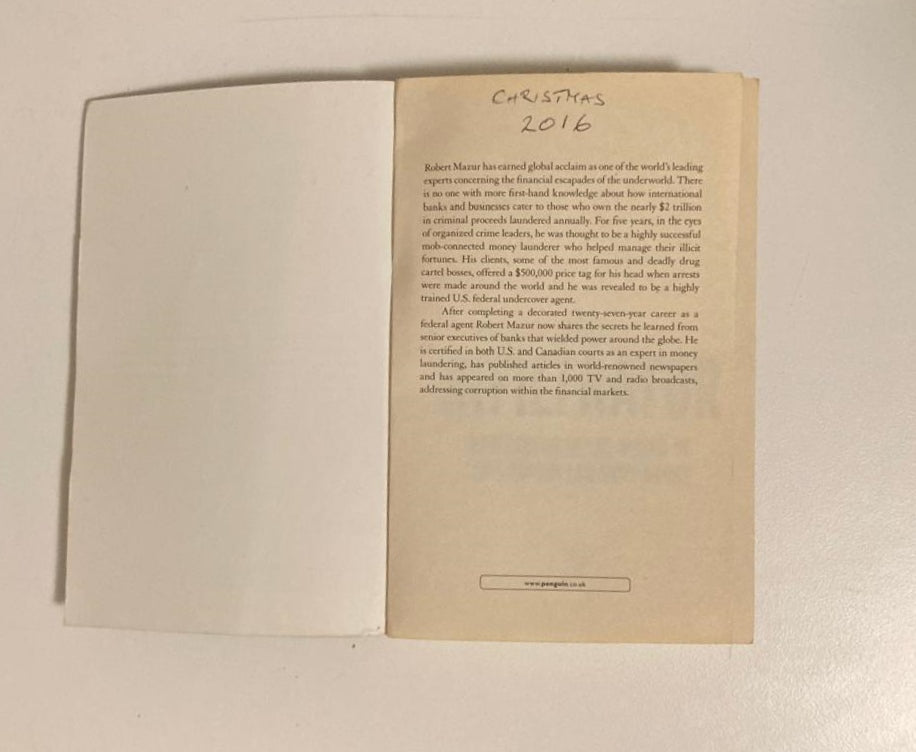 CHRISTMAS
2016
Robert Mazur has earned global acclaim as one of the world's leading
experts concerning the financial escapades of the underworld. There
is no one with more first-hand knowledge about how international
banks and businesses cater to those who own the nearly $2 trillion
in criminal proceeds laundered annually. For five years, in the eyes
of organized crime leaders, he was thought to be a highly successful
mob-connected money launderer who helped manage their illicit
fortunes. His clients, some of the most famous and deadly drug
cartel bosses, offered a $500,000 price tag for his head when arrests
were made around the world and he was revealed to be a highly
trained U.S. federal undercover agent.
After completing a decorated twenty-seven-year career as a
federal agent Robert Mazur now shares the secrets he learned from
senior executives of banks that wielded power around the globe. He
is certified in both U.S. and Canadian courts as an expert in money
laundering, has published articles in world-renowned newspapers
and has appeared on more than 1,000 TV and radio broadcasts,
addressing corruption within the financial markets.
www.penguin.co.uk